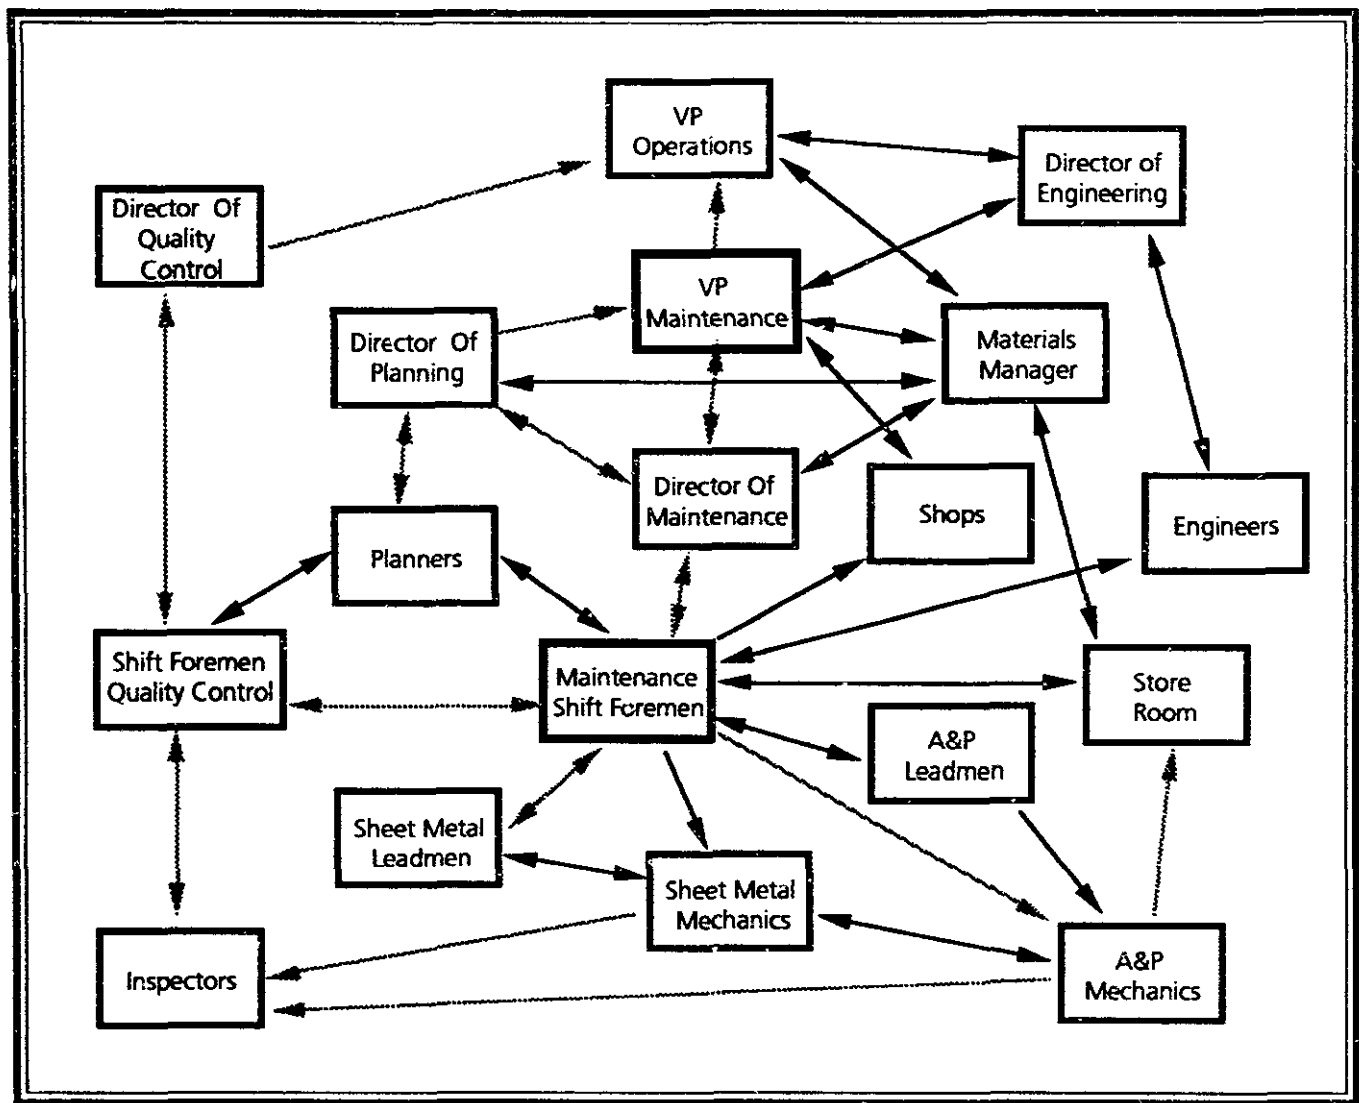 VP
Operations
Director of
Engineering
Director Of
Quality
Control
VP
Maintenance
Director Of
Planning
Materials
Manager
Director Of
Maintenance
Shops
Engineers
Planners
Shift Foremen
Quality Control
Maintenance
Shift Foremen
Store
Room
A&P
Leadmen
Sheet Metal
Leadmen
Sheet Metal
Mechanics
Inspectors
A&P
Mechanics